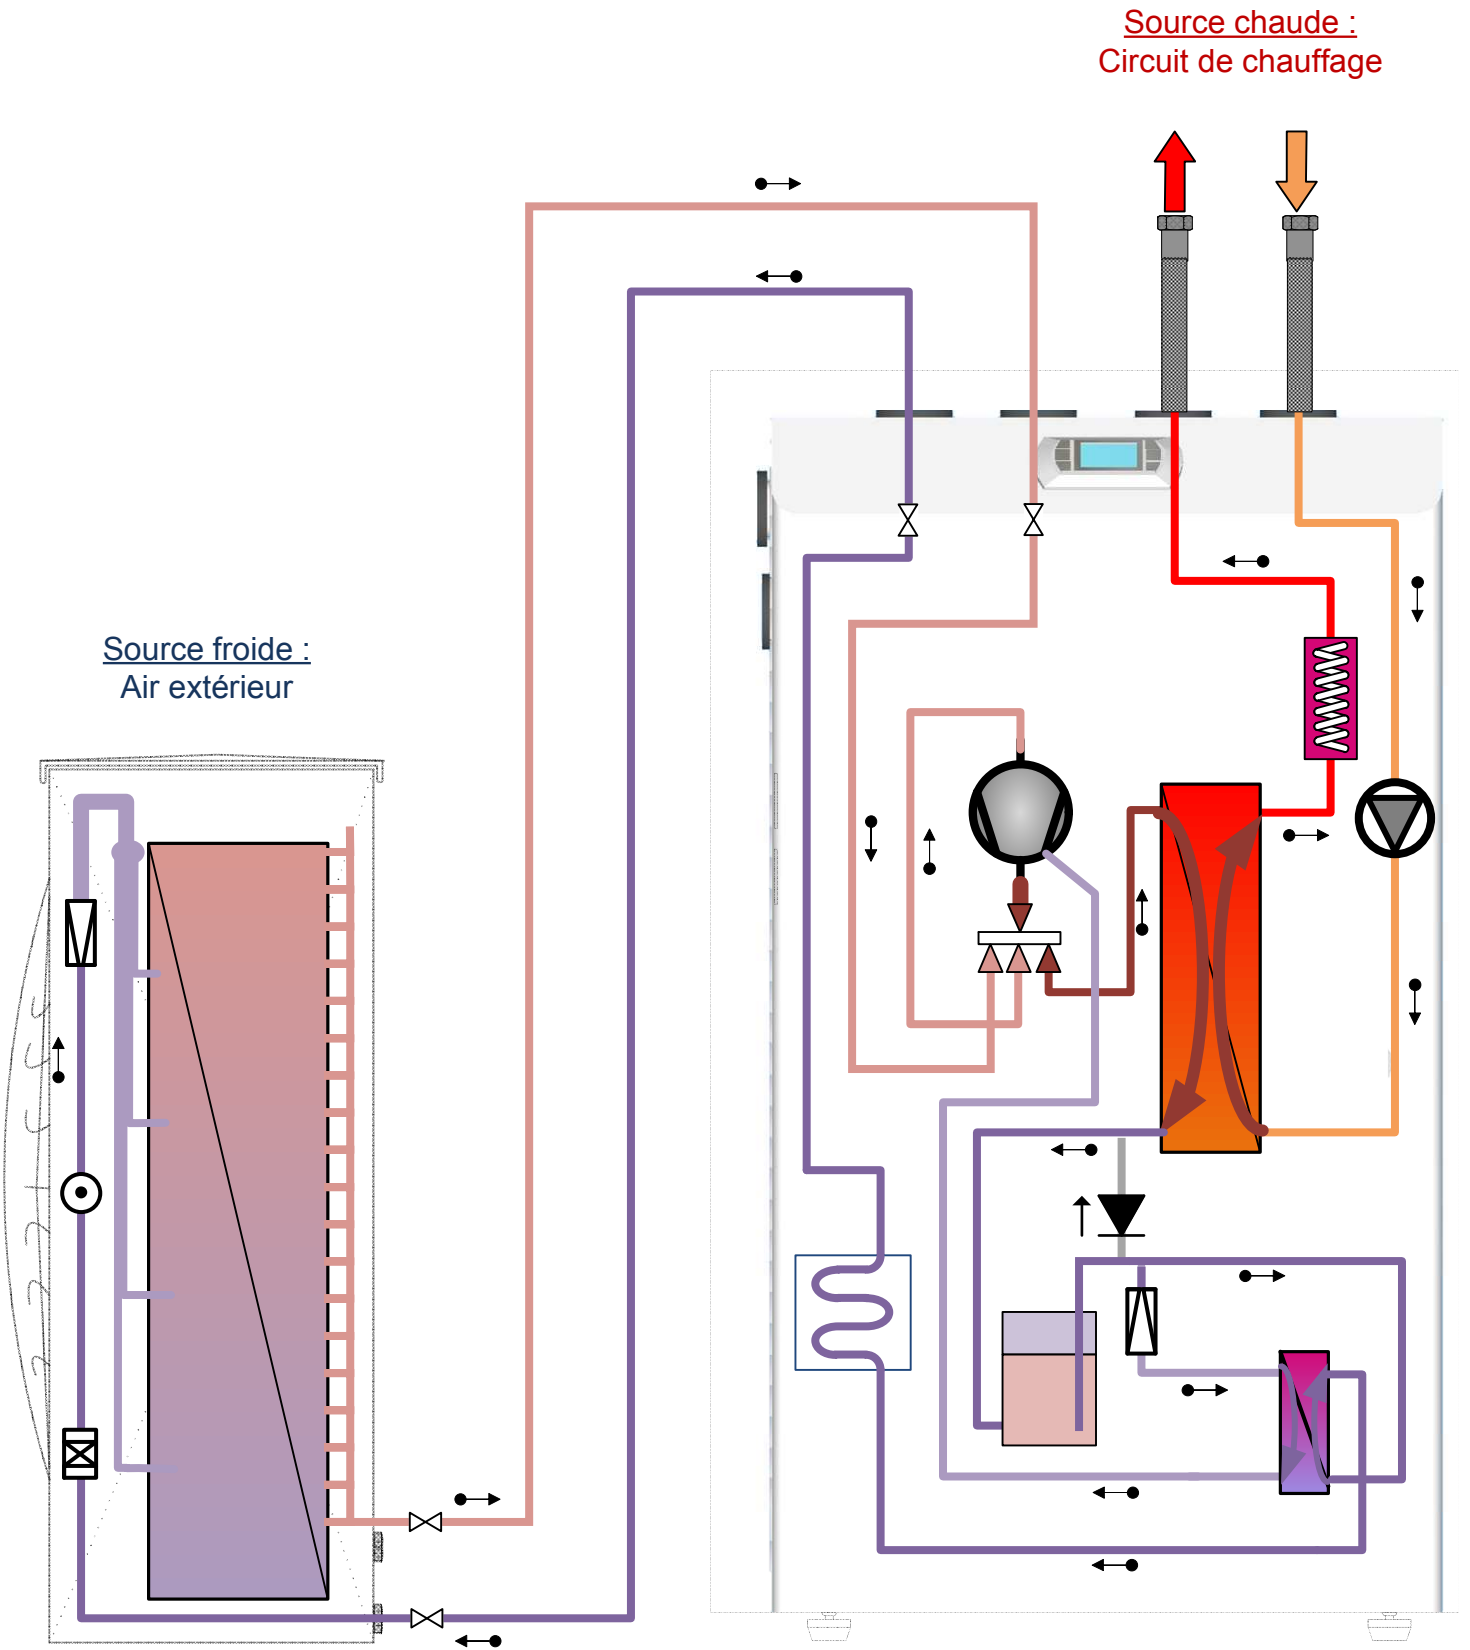 Source chaude :
Circuit de chauffage
Source froide :
Air extérieur